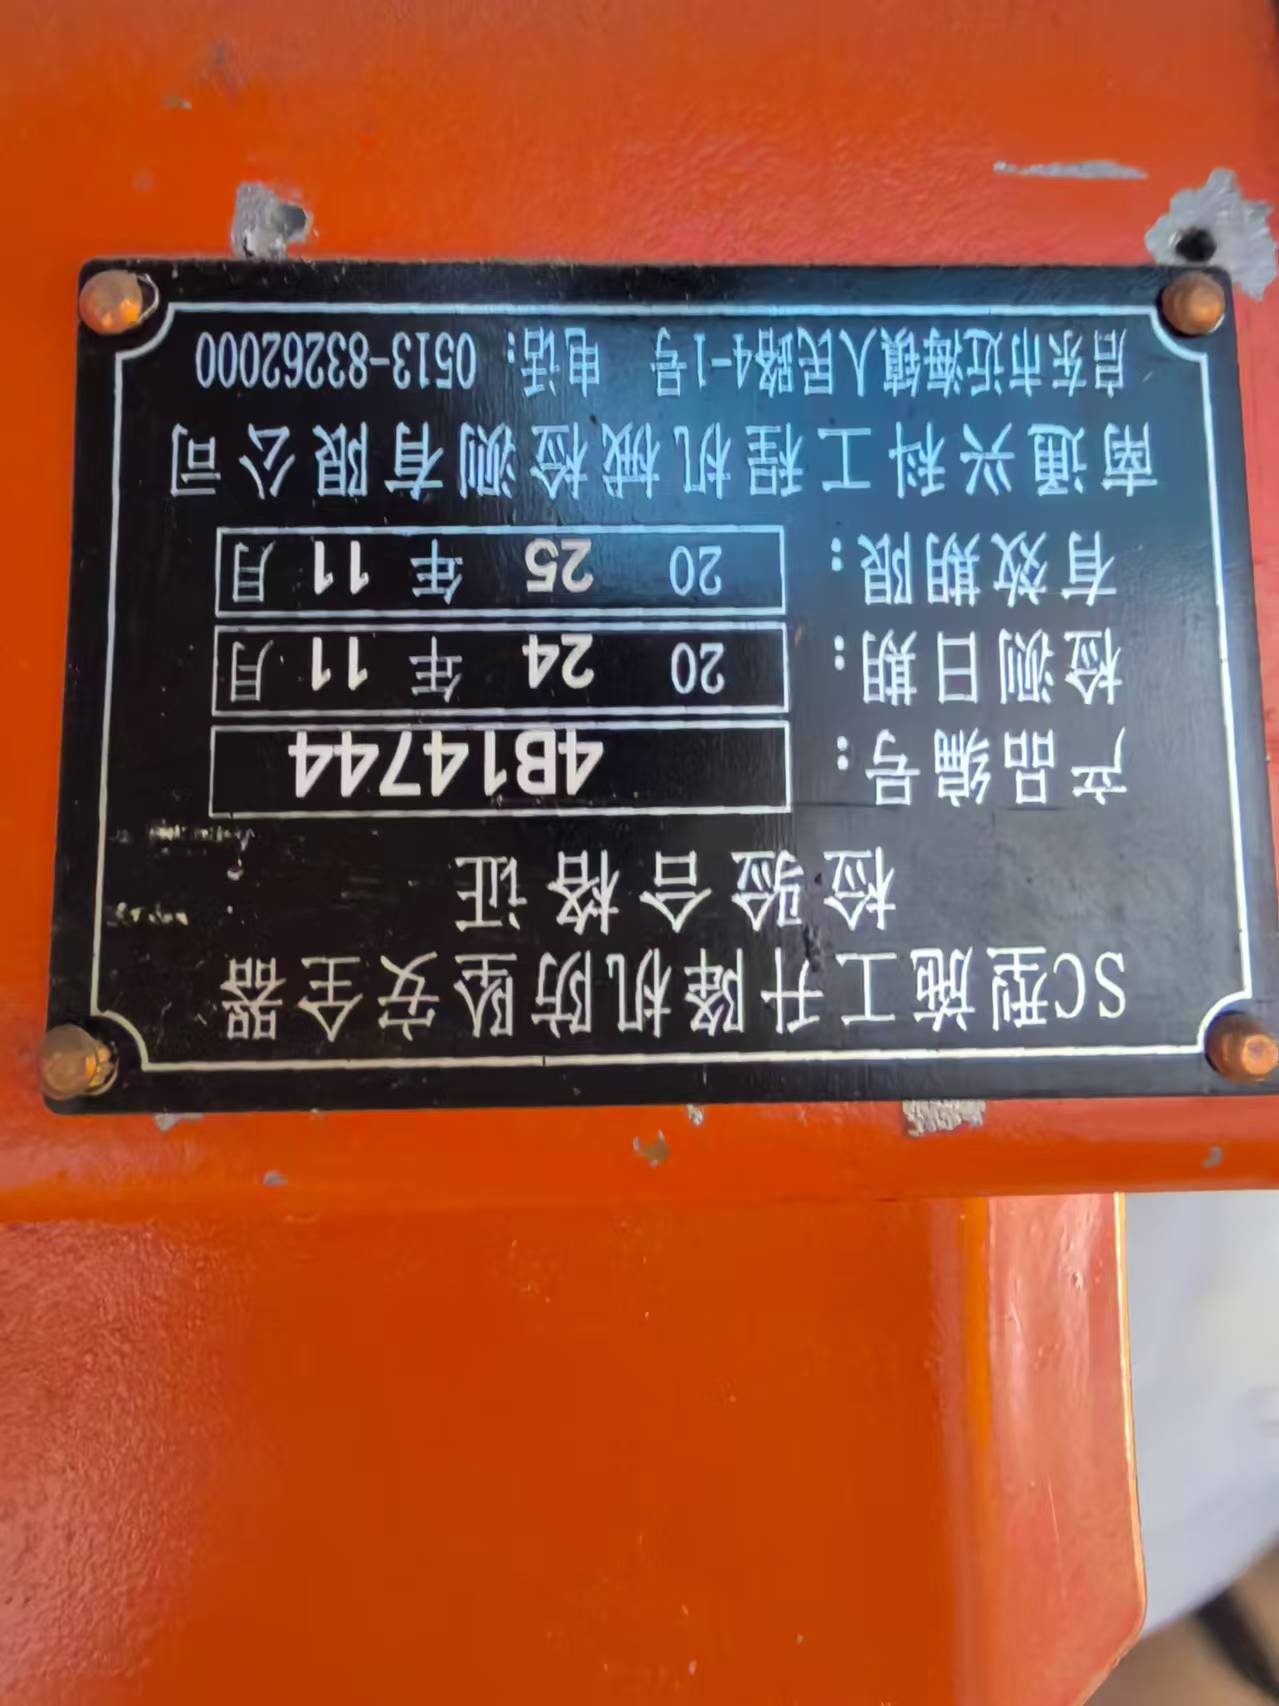 SC型施工升降机防坠安全器
检验合格证
产品编号: 4B14744
检测日期: 20 24 年 11 月
有效期限: 20 25 年 11 月
南通兴科工程机械检测有限公司
启东市近海镇人民路4-1号 电话: 0513-83262000